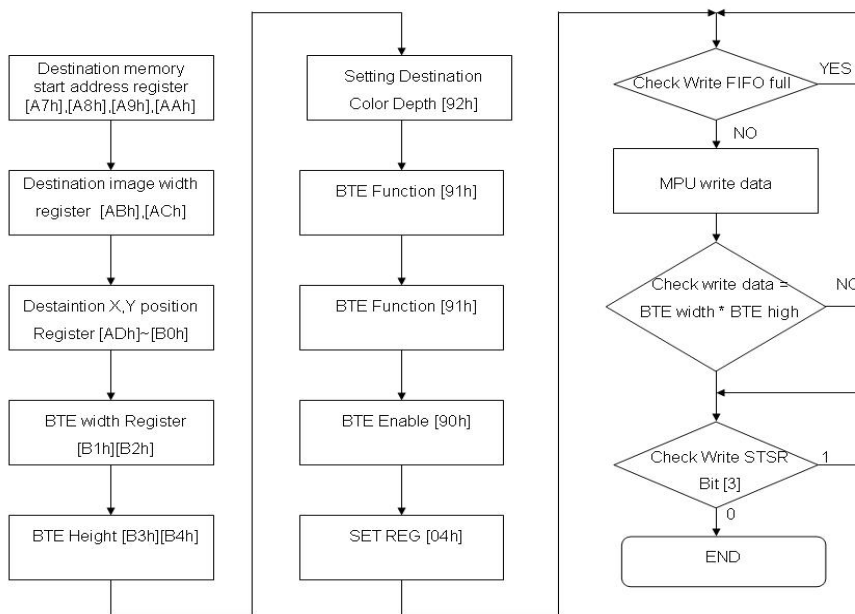 Destination memory
start address register
[A7h],[A8h],[A9h],[AAh]
Destination image width
register [ABh],[ACh]
Destaintion X,Y position
Register [ADh]~[B0h]
BTE width Register
[B1h][B2h]
BTE Height [B3h][B4h]
Setting Destination
Color Depth [92h]
BTE Function [91h]
BTE Function [91h]
BTE Enable [90h]
SET REG [04h]
Check Write FIFO full
YES
NO
MPU write data
Check write data =
BTE width * BTE high
NO
Check Write STSR
Bit [3]
1
0
END